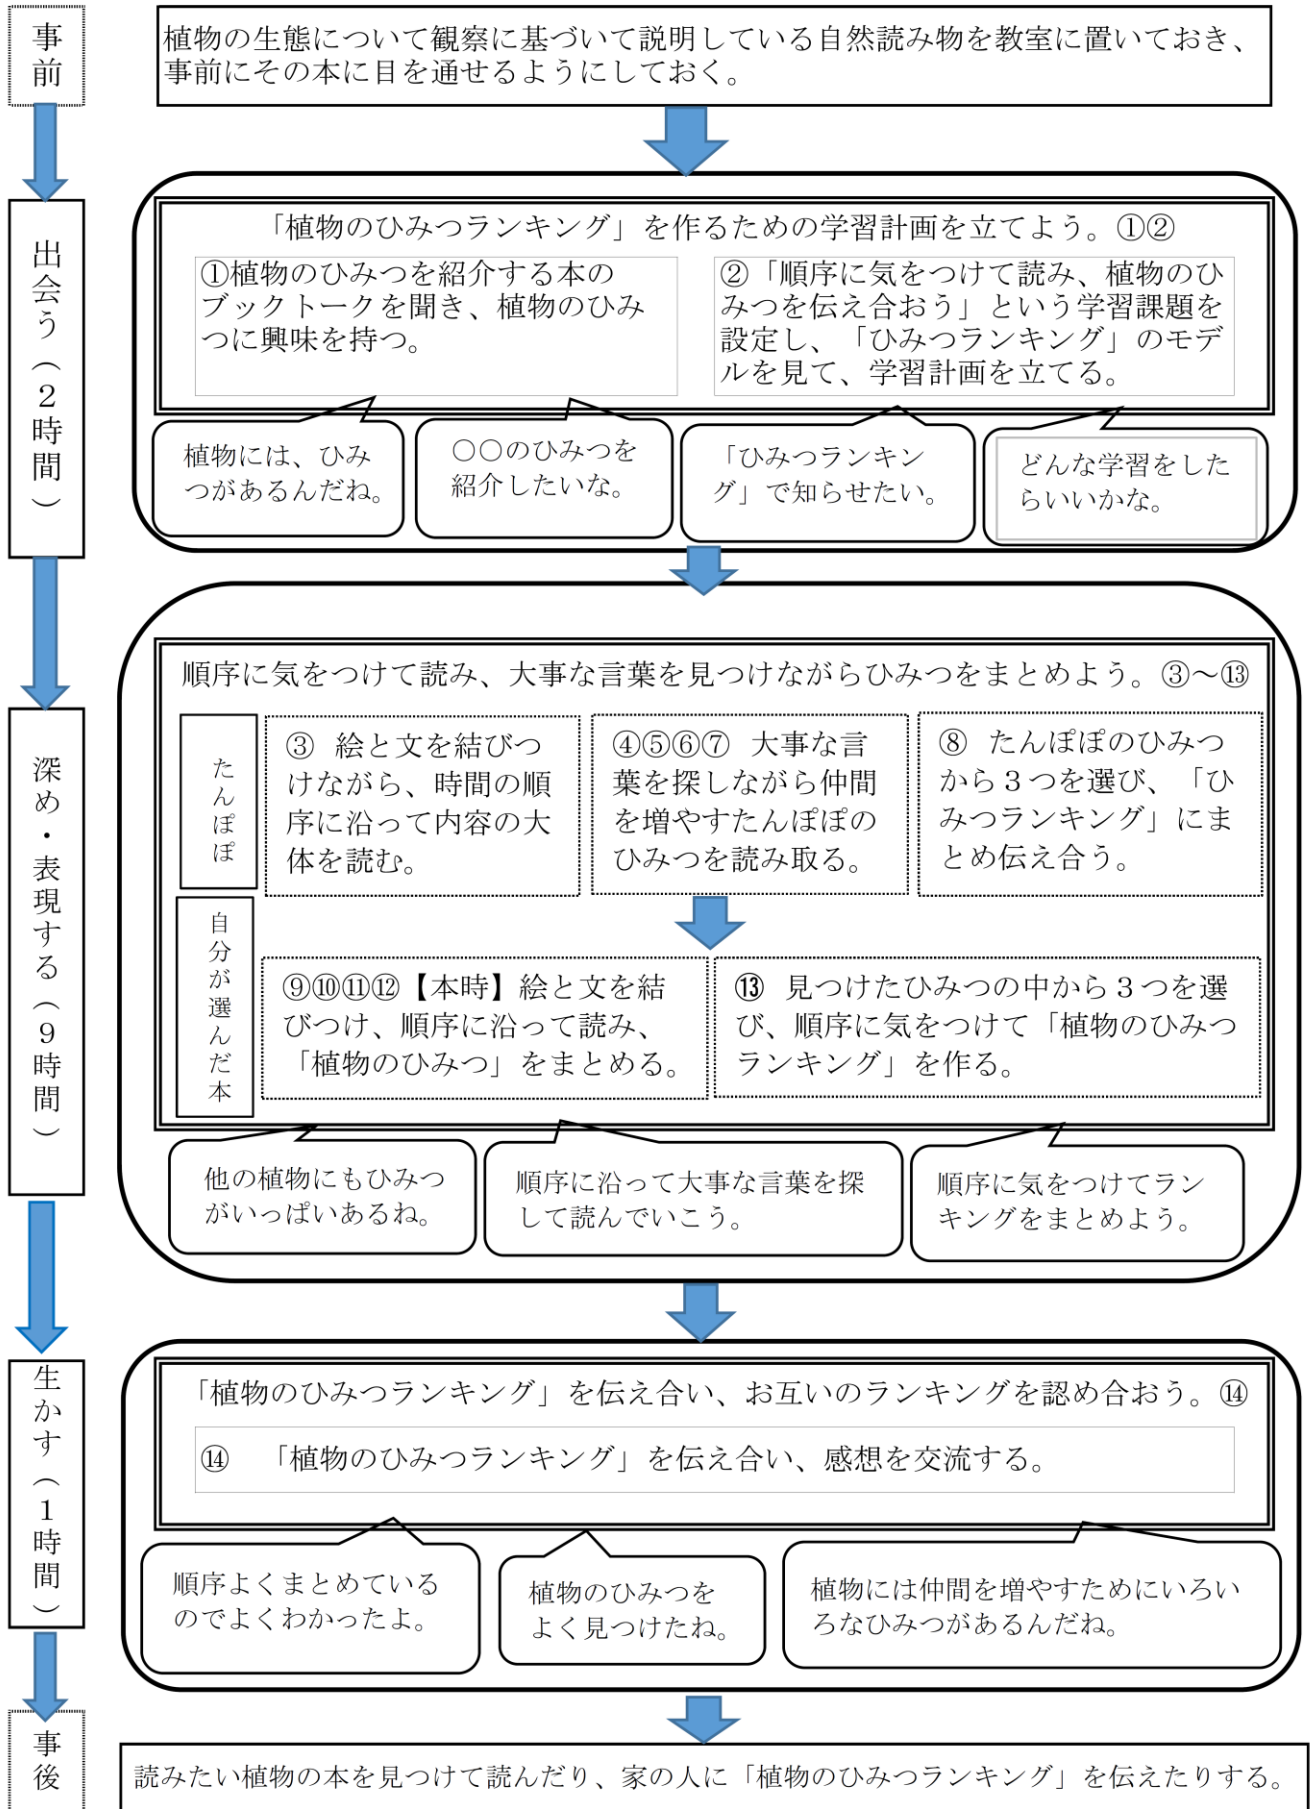 事前
植物の生態について観察に基づいて説明している自然読み物を教室に置いておき、
事前にその本に目を通せるようにしておく。
出会う（２時間）
「植物のひみつランキング」を作るための学習計画を立てよう。①②
①植物のひみつを紹介する本の
ブックトークを聞き、植物のひみ
つに興味を持つ。
②「順序に気をつけて読み、植物のひ
みつを伝え合おう」という学習課題を
設定し、「ひみつランキング」のモデ
ルを見て、学習計画を立てる。
植物には、ひみ
つがあるんだね。
〇〇のひみつを
紹介したいな。
「ひみつランキン
グ」で知らせたい。
どんな学習をした
らいいかな。
深め・表現する（９時間）
順序に気をつけて読み、大事な言葉を見つけながらひみつをまとめよう。③～⑬
たんぽぽ
③ 絵と文を結びつ
けながら、時間の順
序に沿って内容の大
体を読む。
④⑤⑥⑦ 大事な言
葉を探しながら仲間
を増やすたんぽぽの
ひみつを読み取る。
⑧ たんぽぽのひみつ
から３つを選び、「ひ
みつランキング」にま
とめ伝え合う。
自分が選んだ本
⑨⑩⑪⑫【本時】絵と文を結
びつけ、順序に沿って読み、
「植物のひみつ」をまとめる。
⑬ 見つけたひみつの中から３つを選
び、順序に気をつけて「植物のひみつ
ランキング」を作る。
他の植物にもひみつ
がいっぱいあるね。
順序に沿って大事な言葉を探
して読んでいこう。
順序に気をつけてラン
キングをまとめよう。
生かす（１時間）
「植物のひみつランキング」を伝え合い、お互いのランキングを認め合おう。⑭
⑭ 「植物のひみつランキング」を伝え合い、感想を交流する。
順序よくまとめている
のでよくわかったよ。
植物のひみつを
よく見つけたね。
植物には仲間を増やすためにいろい
ろなひみつがあるんだね。
事後
読みたい植物の本を見つけて読んだり、家の人に「植物のひみつランキング」を伝えたりする。